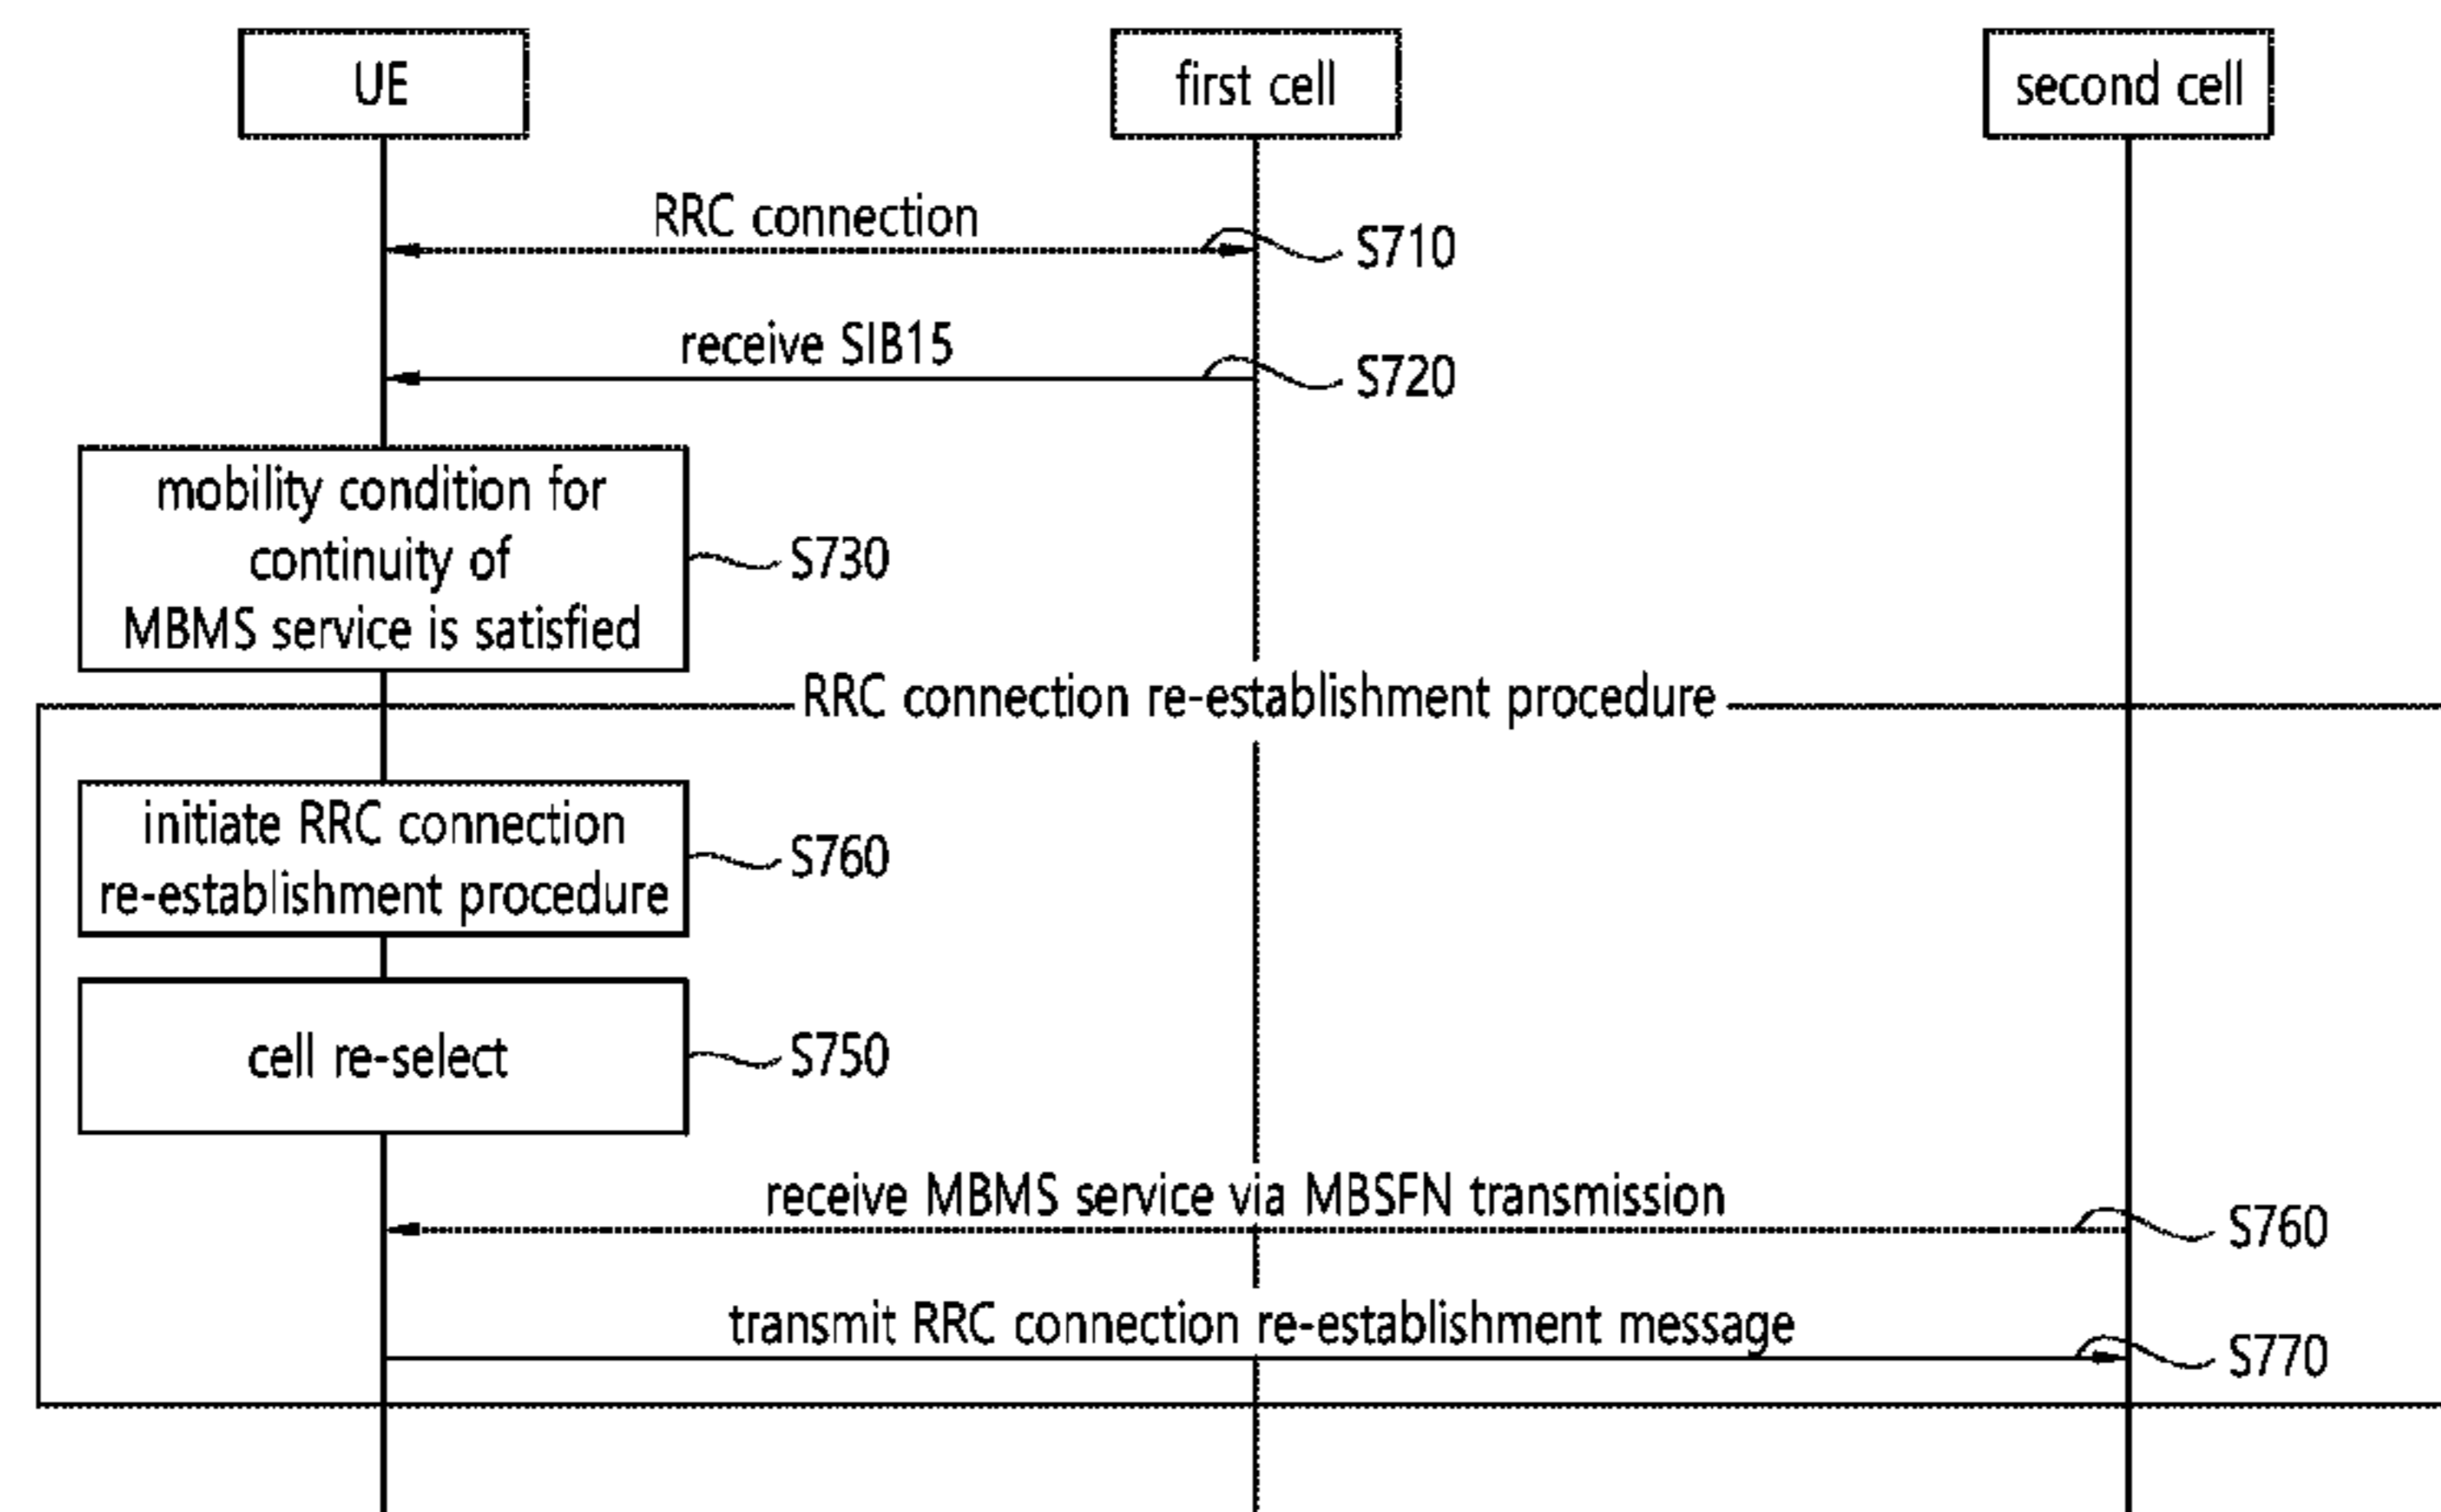 UE
first cell
second cell
RRC connection
S710
receive SIB15
S720
mobility condition for
continuity of
MBMS service is satisfied
S730
RRC connection re-establishment procedure
initiate RRC connection
re-establishment procedure
S760
cell re-select
S750
receive MBMS service via MBSFN transmission
S760
transmit RRC connection re-establishment message
S770